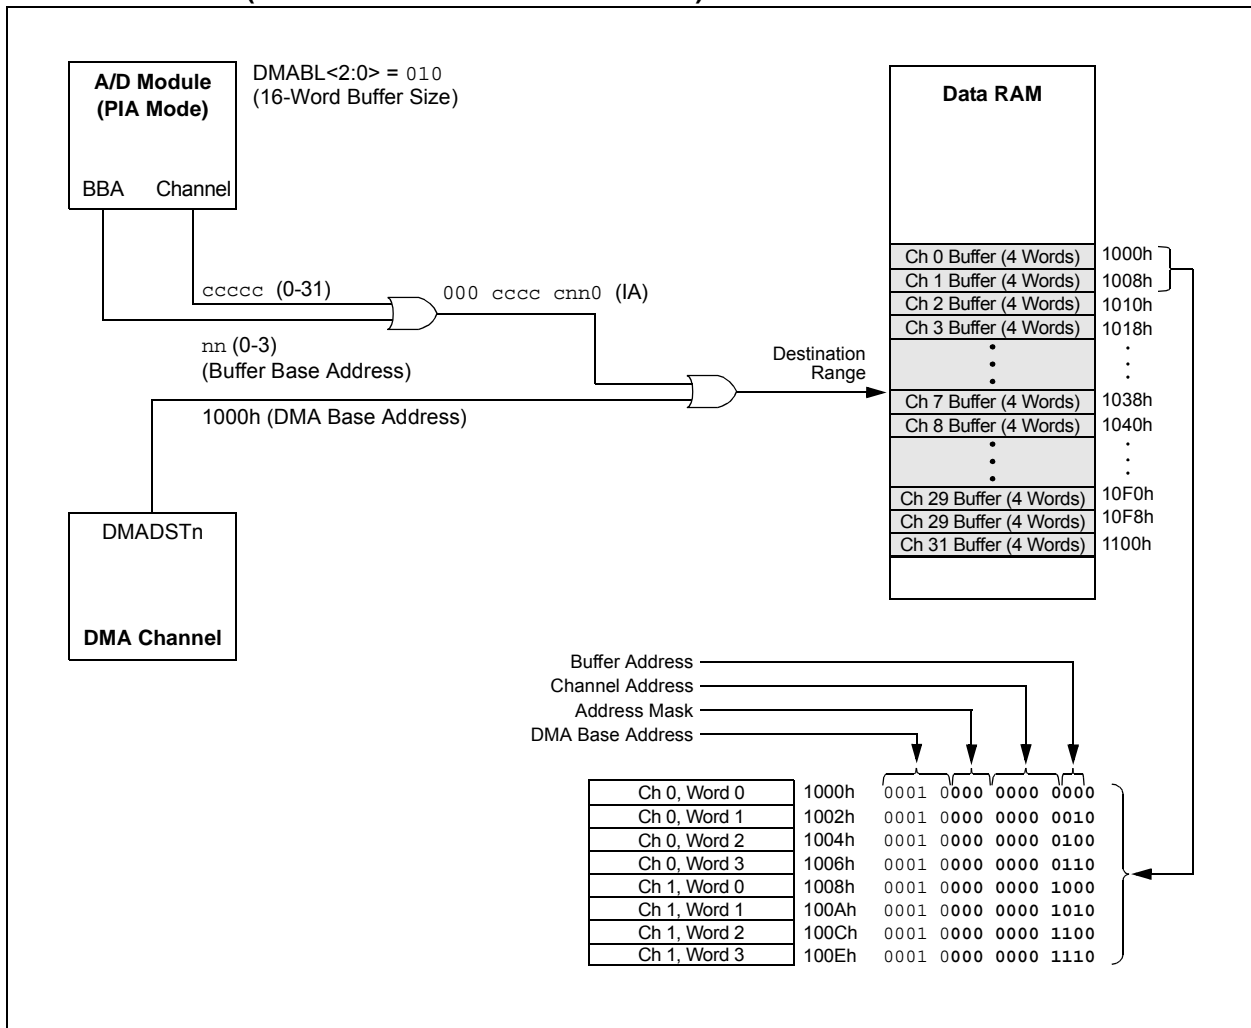 A/D Module
(PIA Mode)
BBA Channel
DMABL<2:0> = 010
(16-Word Buffer Size)
ccccc (0-31)
000 cccc cnn0 (IA)
nn (0-3)
(Buffer Base Address)
1000h (DMA Base Address)
Destination
Range
DMADSTn
DMA Channel
Data RAM
Ch 0 Buffer (4 Words) 1000h
Ch 1 Buffer (4 Words) 1008h
Ch 2 Buffer (4 Words) 1010h
Ch 3 Buffer (4 Words) 1018h
Ch 7 Buffer (4 Words) 1038h
Ch 8 Buffer (4 Words) 1040h
Ch 29 Buffer (4 Words) 10F0h
Ch 29 Buffer (4 Words) 10F8h
Ch 31 Buffer (4 Words) 1100h
Buffer Address
Channel Address
Address Mask
DMA Base Address
Ch 0, Word 0 1000h 0001 0000 0000 0000
Ch 0, Word 1 1002h 0001 0000 0000 0010
Ch 0, Word 2 1004h 0001 0000 0000 0100
Ch 0, Word 3 1006h 0001 0000 0000 0110
Ch 1, Word 0 1008h 0001 0000 0000 1000
Ch 1, Word 1 100Ah 0001 0000 0000 1010
Ch 1, Word 2 100Ch 0001 0000 0000 1100
Ch 1, Word 3 100Eh 0001 0000 0000 1110